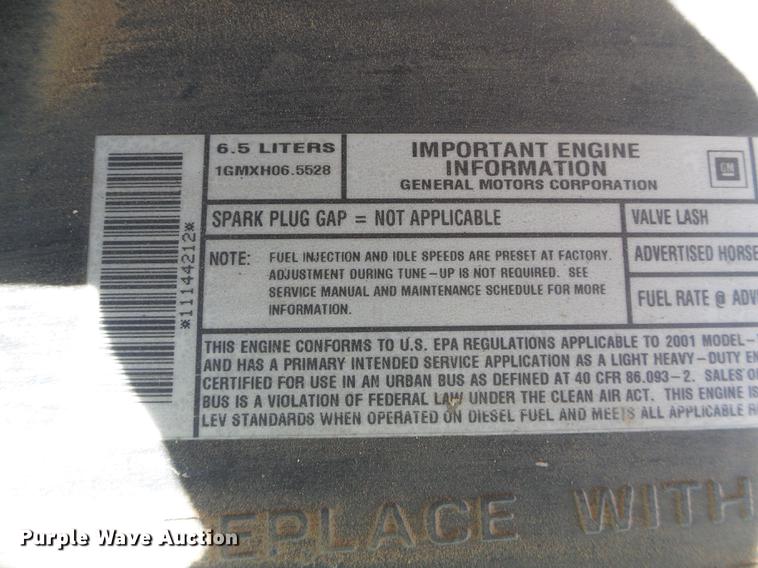 6.5 LITERS
1GMXH06.5528
IMPORTANT ENGINE
INFORMATION
GENERAL MOTORS CORPORATION
GM
*11144212*
SPARK PLUG GAP = NOT APPLICABLE
VALVE LASH
NOTE: FUEL INJECTION AND IDLE SPEEDS ARE PRESET AT FACTORY.
ADJUSTMENT DURING TUNE-UP IS NOT REQUIRED. SEE
SERVICE MANUAL AND MAINTENANCE SCHEDULE FOR MORE
INFORMATION.
ADVERTISED HORSE
FUEL RATE @ ADV
THIS ENGINE CONFORMS TO U.S. EPA REGULATIONS APPLICABLE TO 2001 MODEL-
AND HAS A PRIMARY INTENDED SERVICE APPLICATION AS A LIGHT HEAVY-DUTY EN
CERTIFIED FOR USE IN AN URBAN BUS AS DEFINED AT 40 CFR 86.093-2. SALES OF
BUS IS A VIOLATION OF FEDERAL LAW UNDER THE CLEAN AIR ACT. THIS ENGINE IS
LEV STANDARDS WHEN OPERATED ON DIESEL FUEL AND MEETS ALL APPLICABLE R
REPLACE WITH
Purple Wave Auction